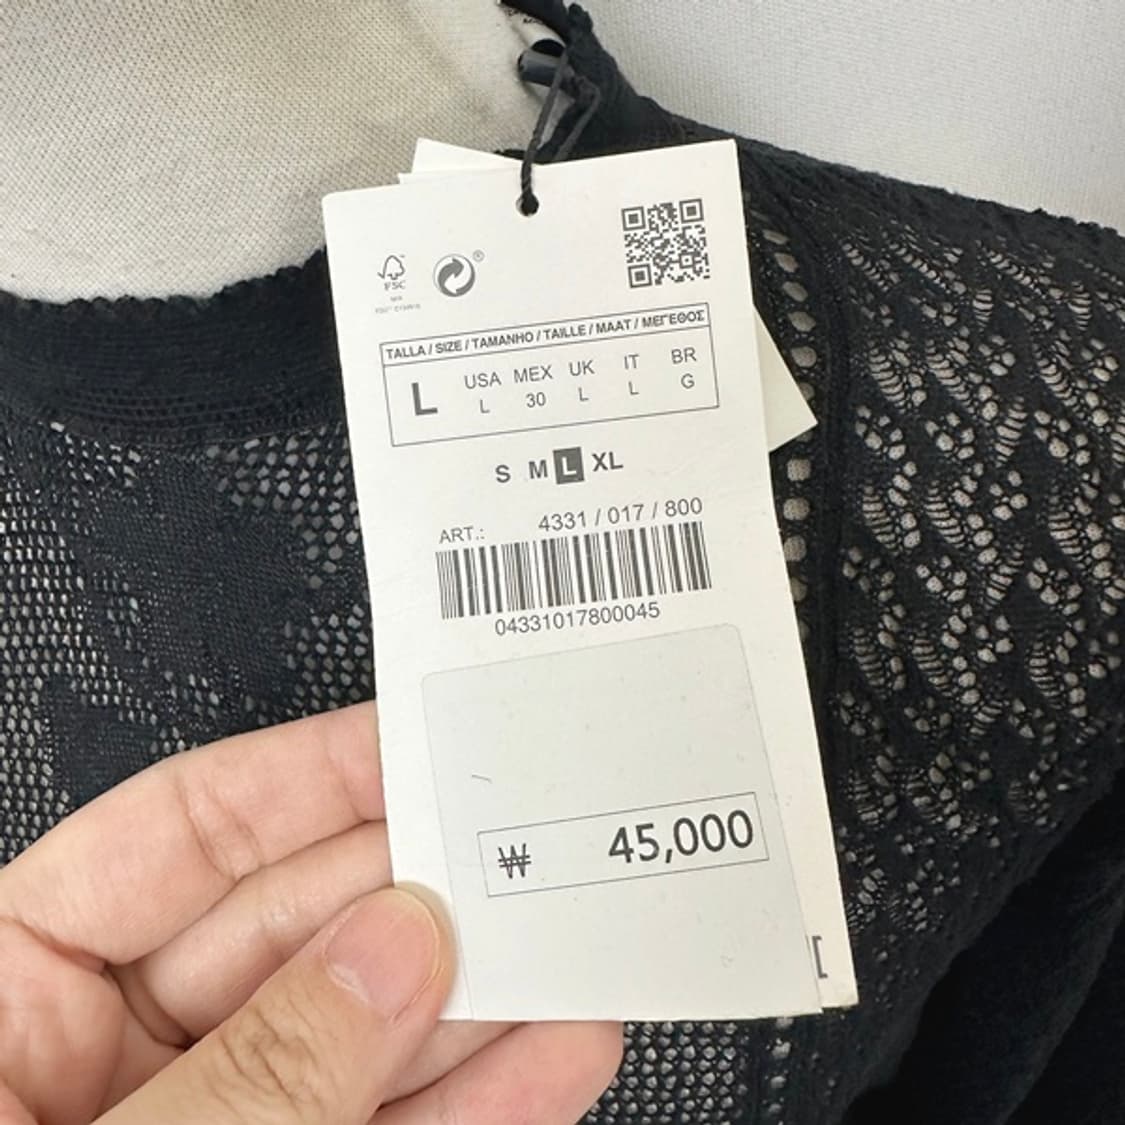 FSC
MIX
®
TALLA / SIZE / TAMANHO / TAILLE / MAAT / ΜΕΓΕΘΟΣ
L USA MEX UK IT BR
L 30 L L G
S M L XL
ART.: 4331 / 017 / 800
04331017800045
₩ 45,000